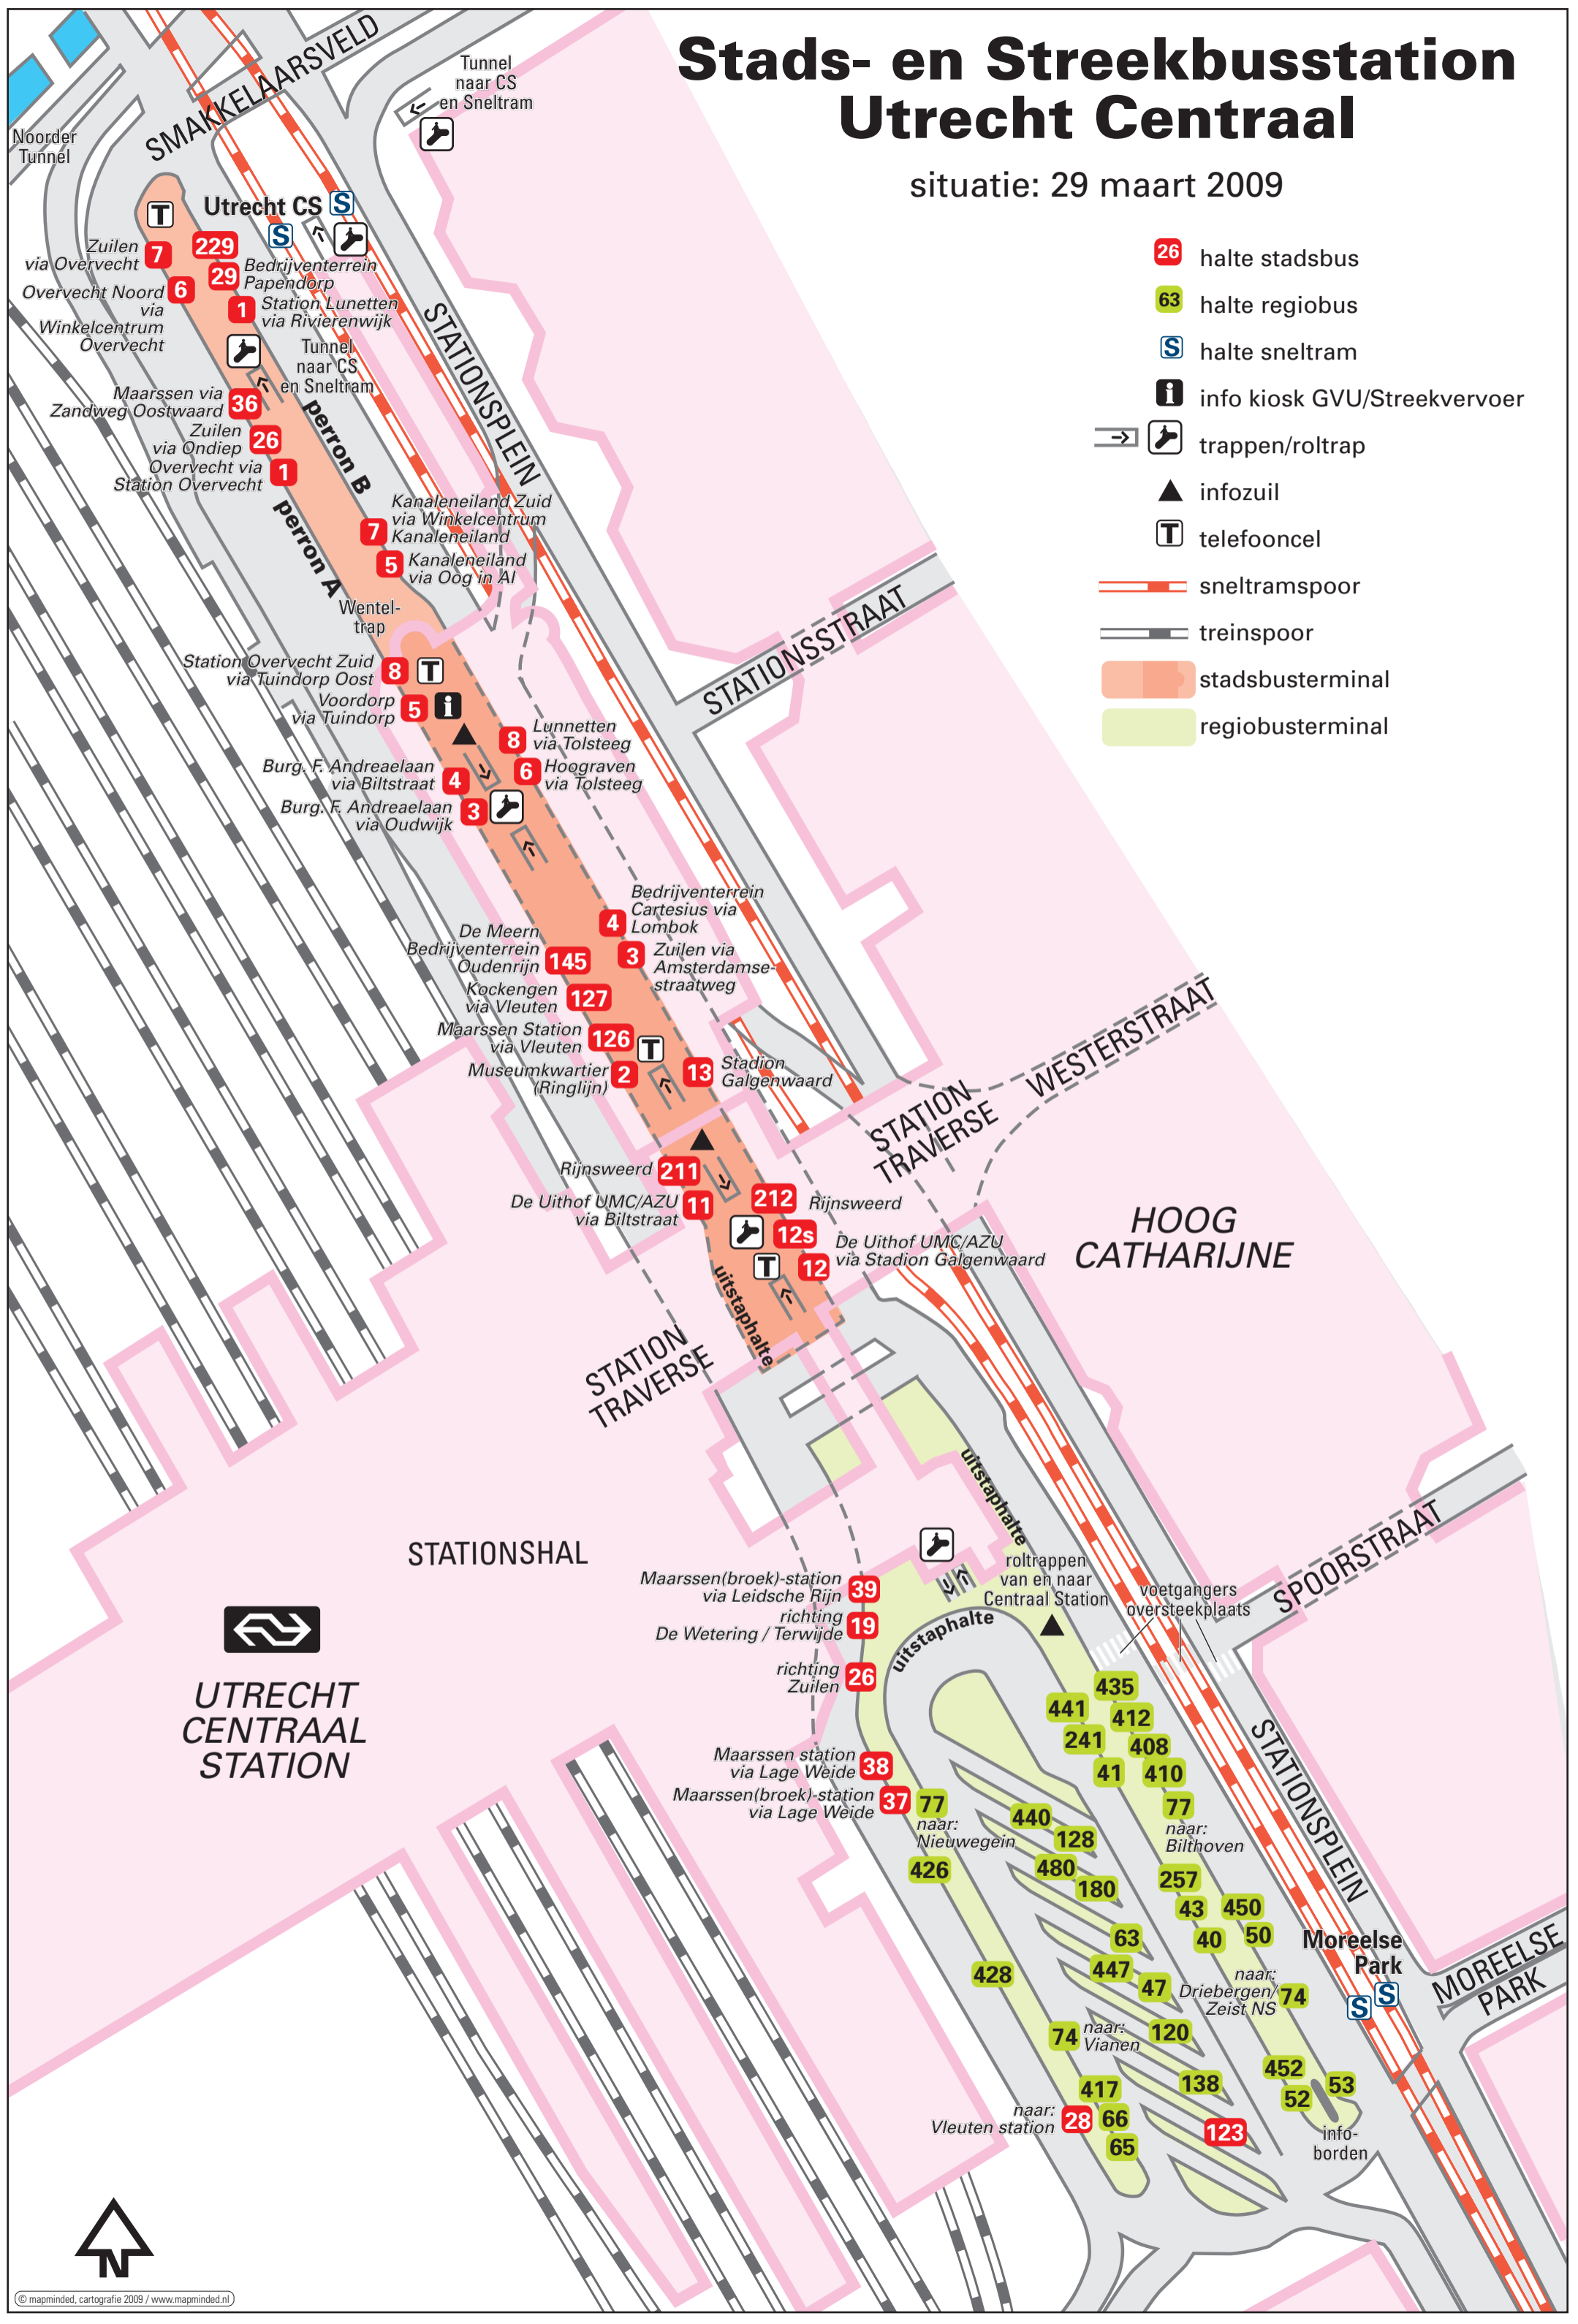 Stads- en Streekbusstation
Utrecht Centraal
situatie: 29 maart 2009
26 halte stadsbus
63 halte regiobus
S halte sneltram
i info kiosk GVU/Streekvervoer
trappen/roltrap
infozuil
T telefooncel
sneltramspoor
treinspoor
stadsbusterminal
regiobusterminal
SMAKKELAARSVELD
Tunnel
naar CS
en Sneltram
Noorder
Tunnel
T
Utrecht CS S
S
Zuilen
via Overvecht
7
229
29
Bedrijventerrein
Papendorp
Overvecht Noord
via
Winkelcentrum
Overvecht
6
1
Station Lunetten
via Rivierenwijk
Tunnel
naar CS
en Sneltram
STATIONSPLEIN
Maarssen via
Zandweg Oostwaard
36
Zuilen
via Ondiep
26
Overvecht via
Station Overvecht
1
perron B
perron A
7
Kanaleneiland Zuid
via Winkelcentrum
Kanaleneiland
5
Kanaleneiland
via Oog in Al
Wentel-
trap
STATIONSSTRAAT
Station Overvecht Zuid
via Tuindorp Oost
8
T
Voordorp
via Tuindorp
5
i
8
Lunnetten
via Tolsteeg
Burg. F. Andreaelaan
via Biltstraat
4
6
Hoograven
via Tolsteeg
Burg. F. Andreaelaan
via Oudwijk
3
4
Bedrijventerrein
Cartesius via
Lombok
De Meern
Bedrijventerrein
Oudenrijn
145
3
Zuilen via
Amsterdamse-
straatweg
Kockengen
via Vleuten
127
Maarssen Station
via Vleuten
126
T
Museumkwartier
(Ringlijn)
2
13
Stadion
Galgenwaard
WESTERSTRAAT
STATION
TRAVERSE
Rijnsweerd
211
De Uithof UMC/AZU
via Biltstraat
11
212
Rijnsweerd
12s
De Uithof UMC/AZU
via Stadion Galgenwaard
T
12
uitstaphalte
HOOG
CATHARIJNE
STATION
TRAVERSE
uitstaphalte
STATIONSHAL
UTRECHT
CENTRAAL
STATION
SPOORSTRAAT
roltrappen
van en naar
Centraal Station
voetgangers
oversteekplaats
uitstaphalte
Maarssen(broek)-station
via Leidsche Rijn
39
richting
De Wetering / Terwijde
19
richting
Zuilen
26
Maarssen station
via Lage Weide
38
Maarssen(broek)-station
via Lage Weide
37
77
naar:
Nieuwegein
426
428
74
naar:
Vianen
417
naar:
Vleuten station
28
66
65
440
128
480
180
63
447
47
120
138
123
435
441
412
241
408
41
410
77
naar:
Bilthoven
257
43
450
40
50
naar:
Driebergen/
Zeist NS
74
452
52
53
info-
borden
STATIONSPLEIN
Moreelse
Park
S
S
MOREELSE
PARK
N
© mapminded, cartografie 2009 / www.mapminded.nl